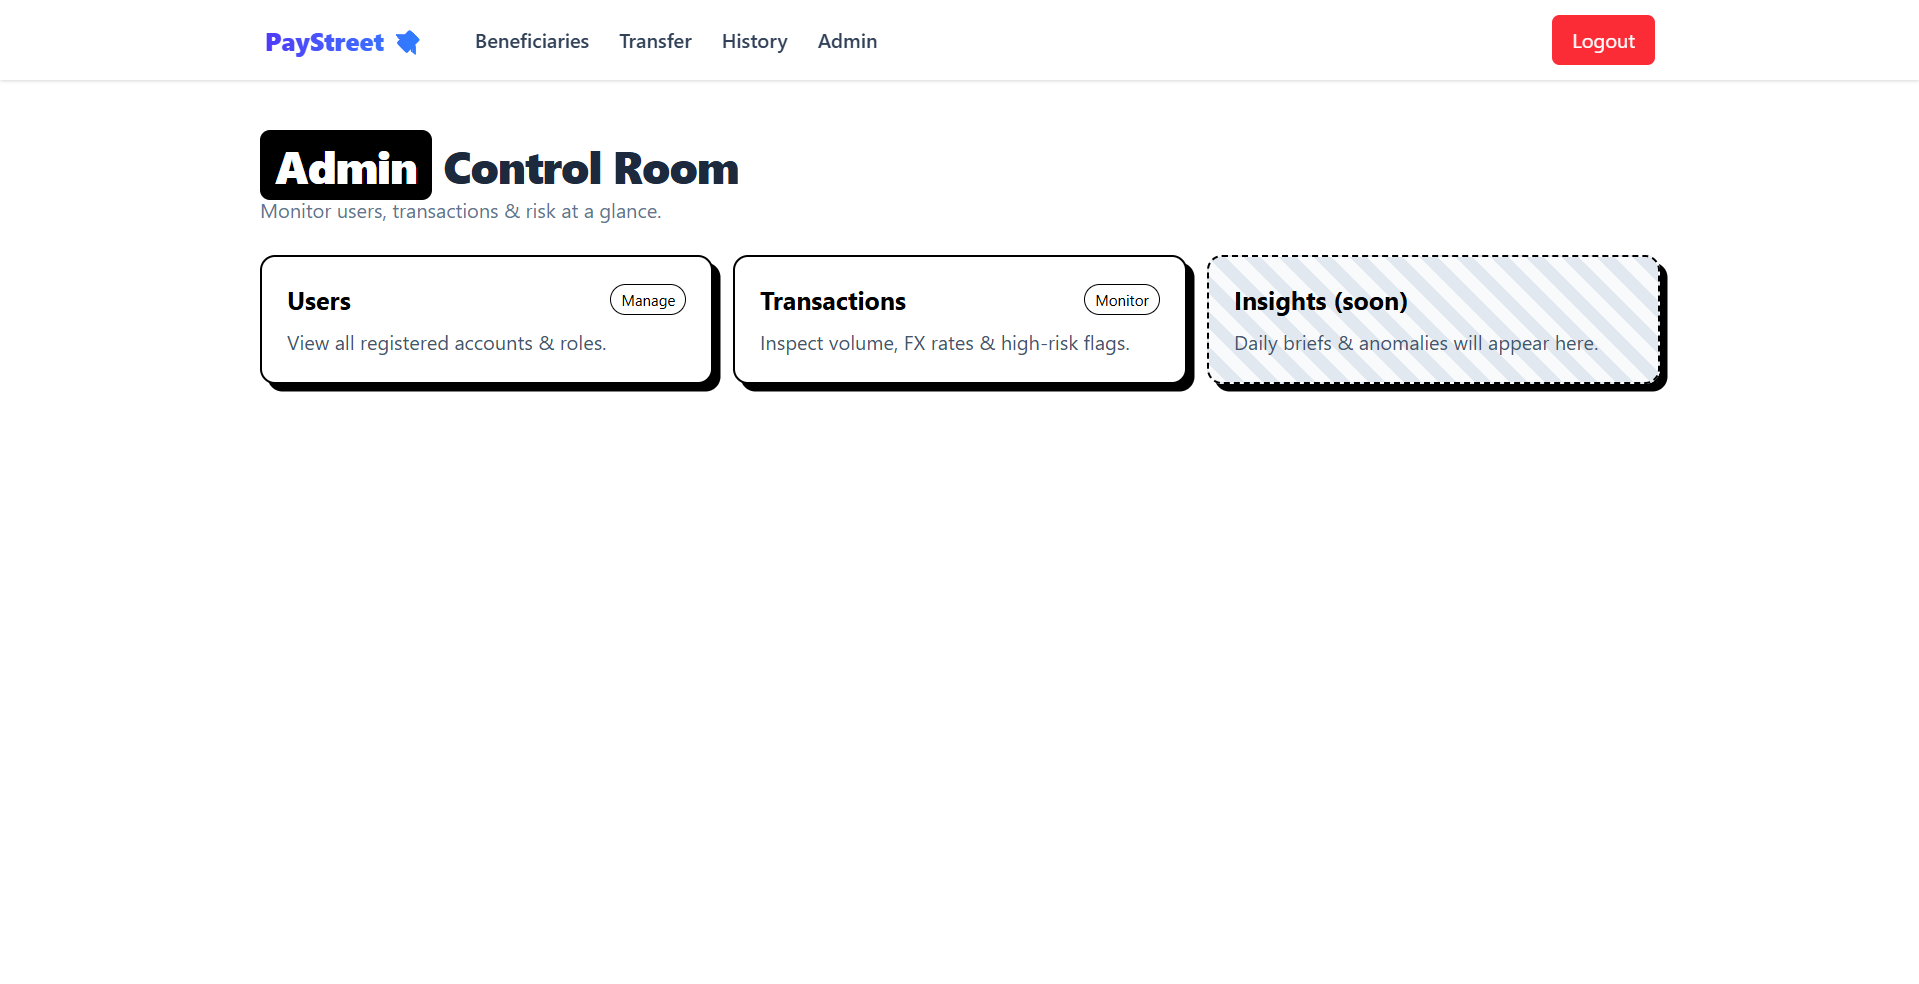 PayStreet
Beneficiaries
Transfer
History
Admin
Logout
Admin Control Room
Monitor users, transactions & risk at a glance.
Users
Manage
View all registered accounts & roles.
Transactions
Monitor
Inspect volume, FX rates & high-risk flags.
Insights (soon)
Daily briefs & anomalies will appear here.